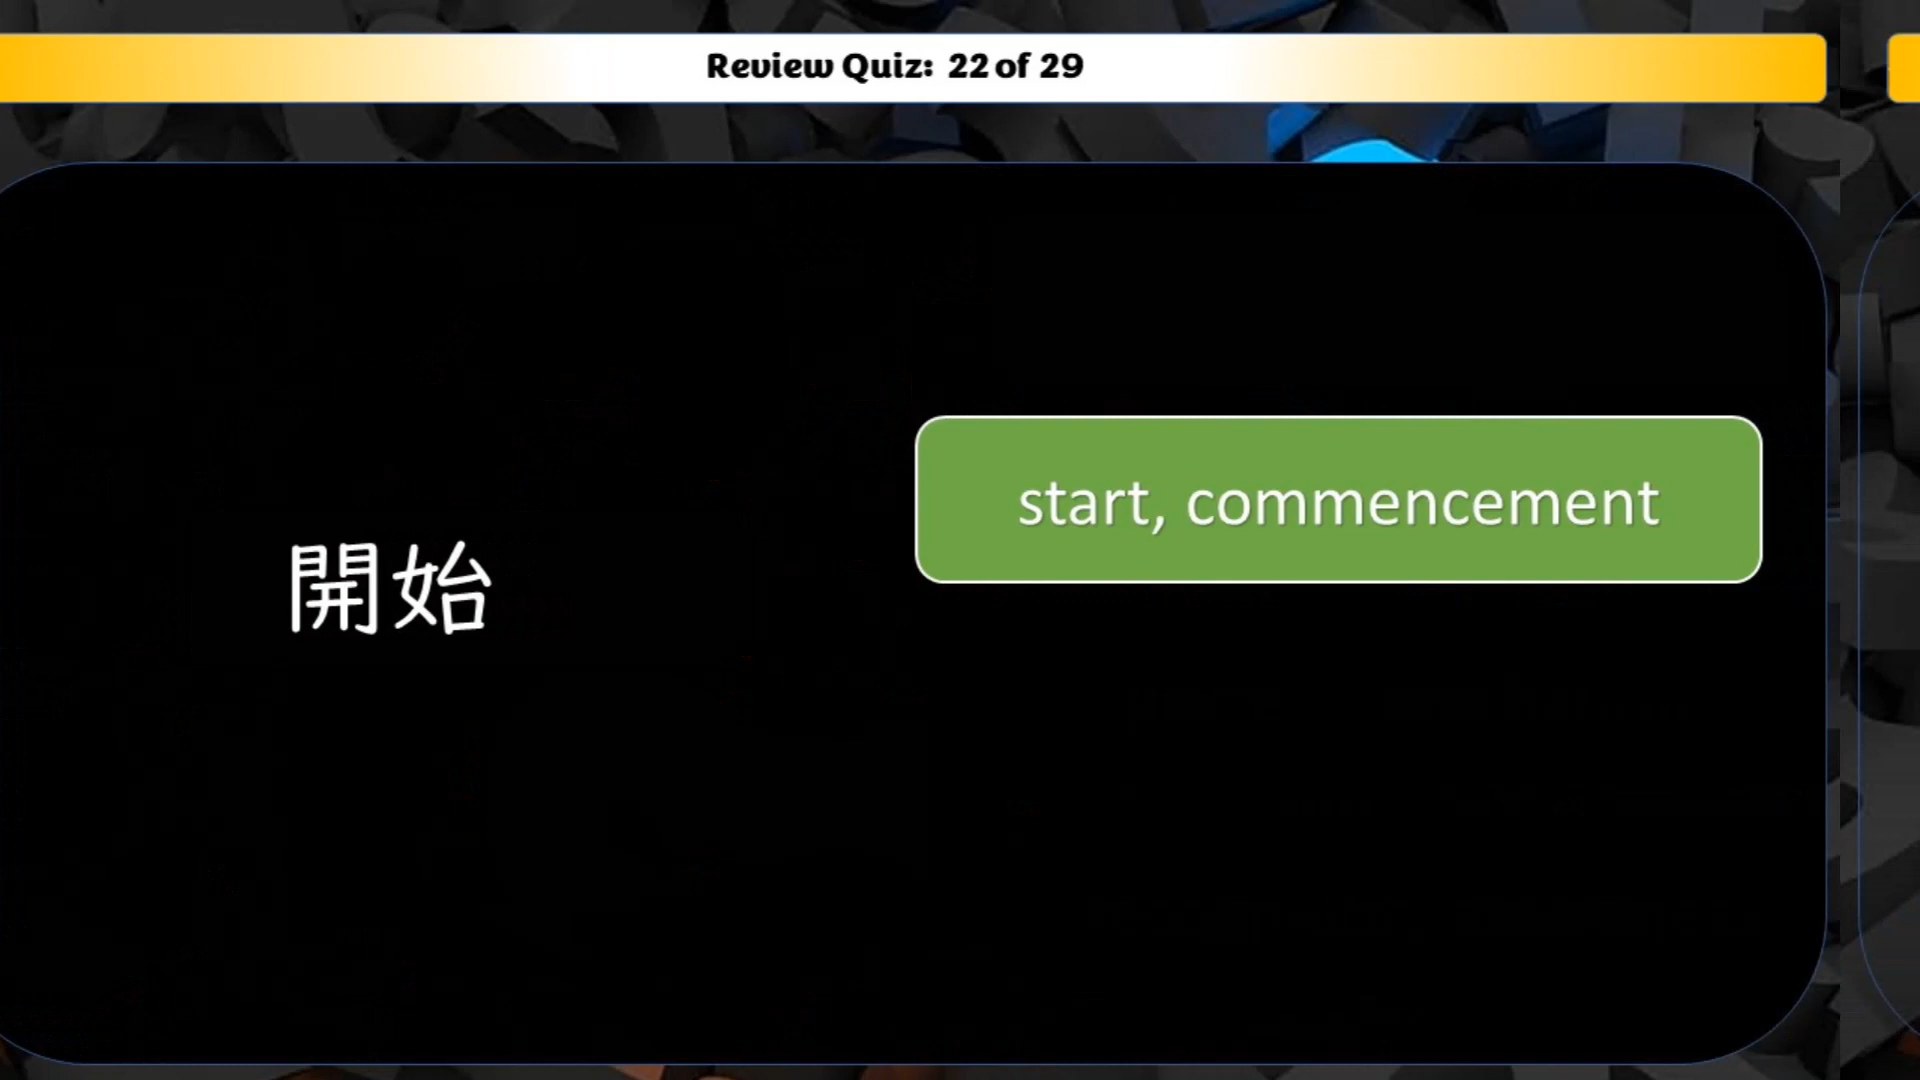 Review Quiz: 22 of 29
start, commencement
開始